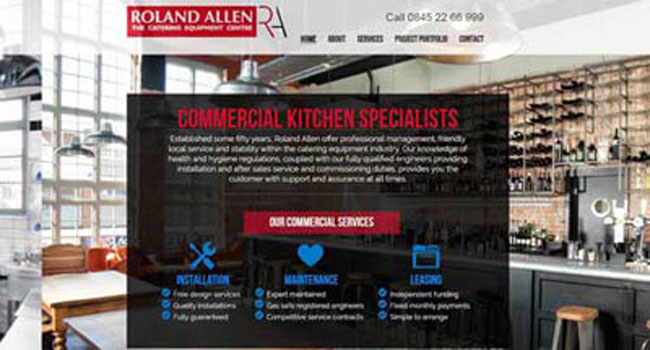 ROLAND ALLEN RA
THE CATERING EQUIPMENT CENTRE
Call 0845 22 66 999
HOME ABOUT SERVICES PROJECT PORTFOLIO CONTACT
COMMERCIAL KITCHEN SPECIALISTS
Established some fifty years, Roland Allen offer professional management, friendly
local service and stability within the catering equipment industry. Our knowledge of
health and hygiene regulations, coupled with our fully qualified engineers providing
installation and after sales service and commissioning duties, provides you the
customer with support and assurance at all times.
OUR COMMERCIAL SERVICES
INSTALLATION MAINTENANCE LEASING
Free design services Expert maintained Independent funding
Quality installations Gas safe registered engineers Fixed monthly payments
Fully guaranteed Competitive service contracts Simple to arrange